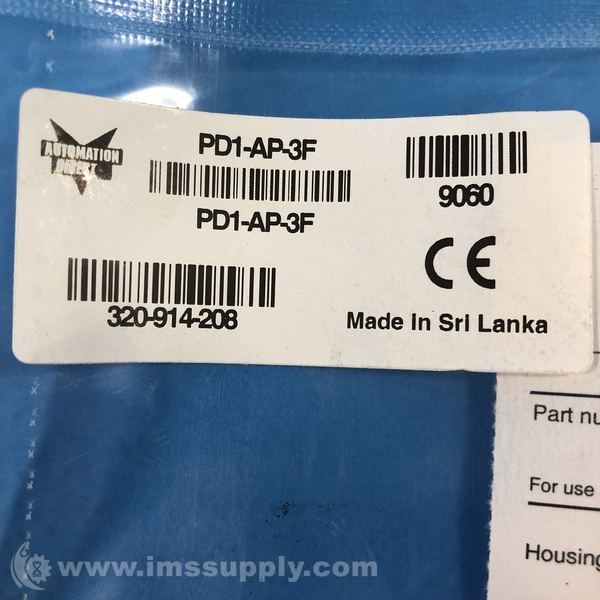 AUTOMATION
DIRECT
PD1-AP-3F
PD1-AP-3F
9060
CE
320-914-208
Made in Sri Lanka
Part nu
For use
Housing
www.imssupply.com